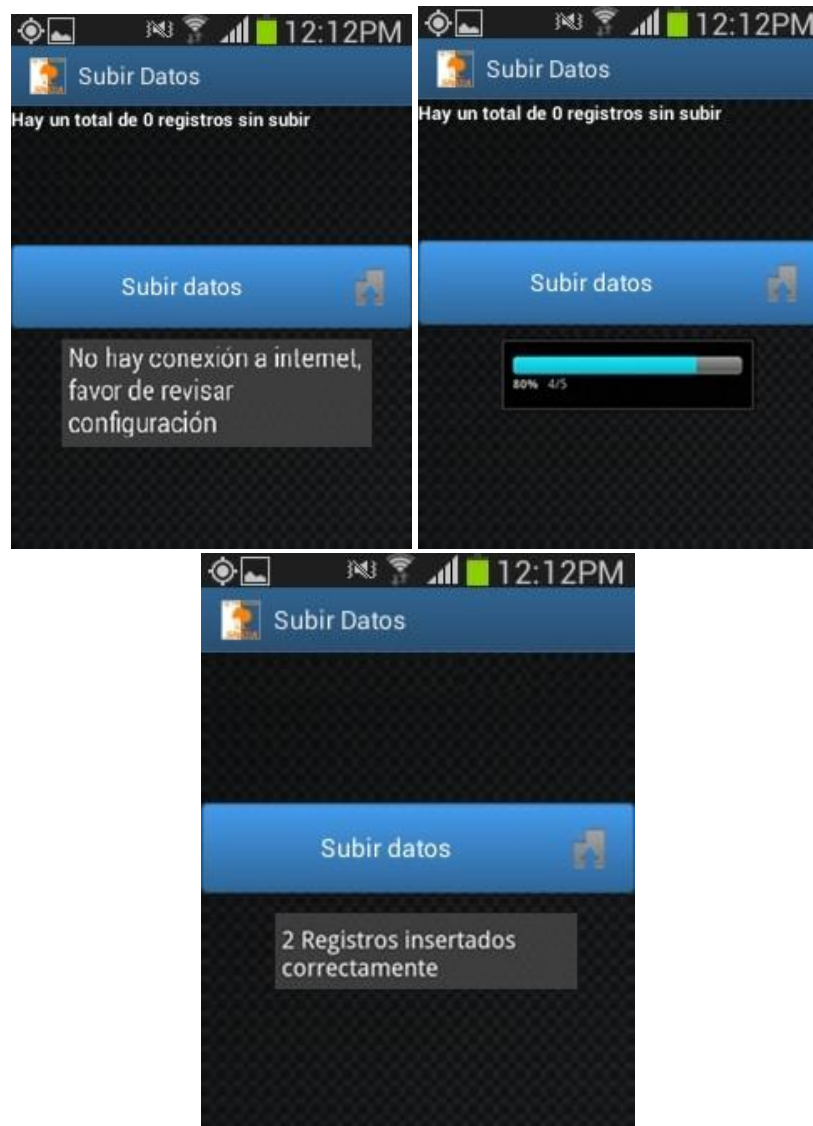 12:12PM
Subir Datos
Hay un total de 0 registros sin subir
Subir datos
No hay conexión a internet,
favor de revisar
configuración
12:12PM
Subir Datos
Hay un total de 0 registros sin subir
Subir datos
80% 4/5
12:12PM
Subir Datos
Subir datos
2 Registros insertados
correctamente